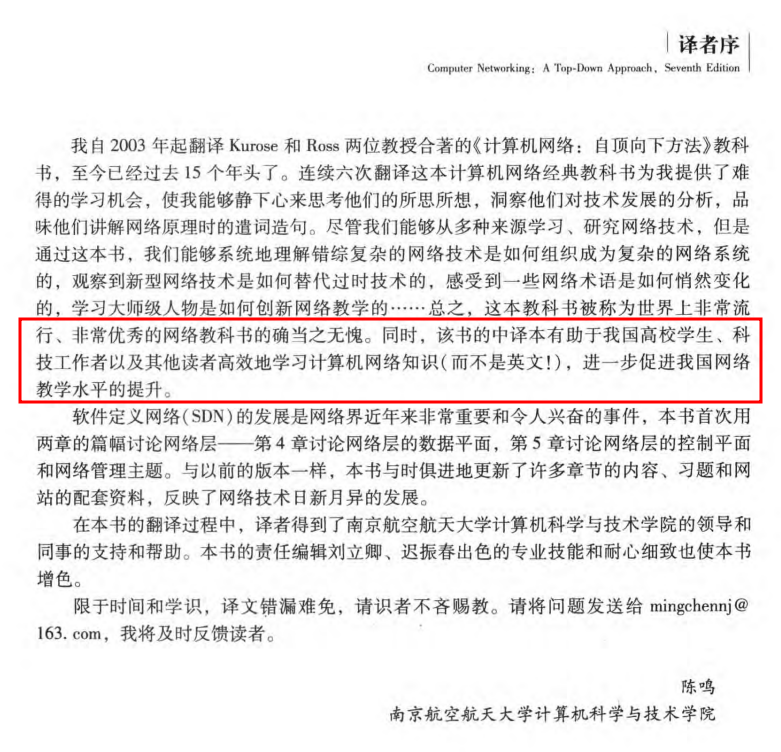 译者序
Computer Networking: A Top-Down Approach, Seventh Edition
我自 2003 年起翻译 Kurose 和 Ross 两位教授合著的《计算机网络：自顶向下方法》教科
书，至今已经过去 15 个年头了。连续六次翻译这本计算机网络经典教科书为我提供了难
得的学习机会，使我能够静下心来思考他们的所思所想，洞察他们对技术发展的分析，品
味他们讲解网络原理时的遣词造句。尽管我们能够从多种来源学习、研究网络技术，但是
通过这本书，我们能够系统地理解错综复杂的网络技术是如何组织成为复杂的网络系统
的，观察到新型网络技术是如何替代过时技术的，感受到一些网络术语是如何悄然变化
的，学习大师级人物是如何创新网络教学的……总之，这本教科书被称为世界上非常流
行、非常优秀的网络教科书的确当之无愧。同时，该书的中译本有助于我国高校学生、科
技工作者以及其他读者高效地学习计算机网络知识(而不是英文!)，进一步促进我国网络
教学水平的提升。
软件定义网络(SDN)的发展是网络界近年来非常重要和令人兴奋的事件，本书首次用
两章的篇幅讨论网络层——第 4 章讨论网络层的数据平面，第 5 章讨论网络层的控制平面
和网络管理主题。与以前的版本一样，本书与时俱进地更新了许多章节的内容、习题和网
站的配套资料，反映了网络技术日新月异的发展。
在本书的翻译过程中，译者得到了南京航空航天大学计算机科学与技术学院的领导和
同事的支持和帮助。本书的责任编辑刘立卿、迟振春出色的专业技能和耐心细致也使本书
增色。
限于时间和学识，译文错漏难免，请识者不吝赐教。请将问题发送给 mingchennj@
163. com，我将及时反馈读者。
陈鸣
南京航空航天大学计算机科学与技术学院